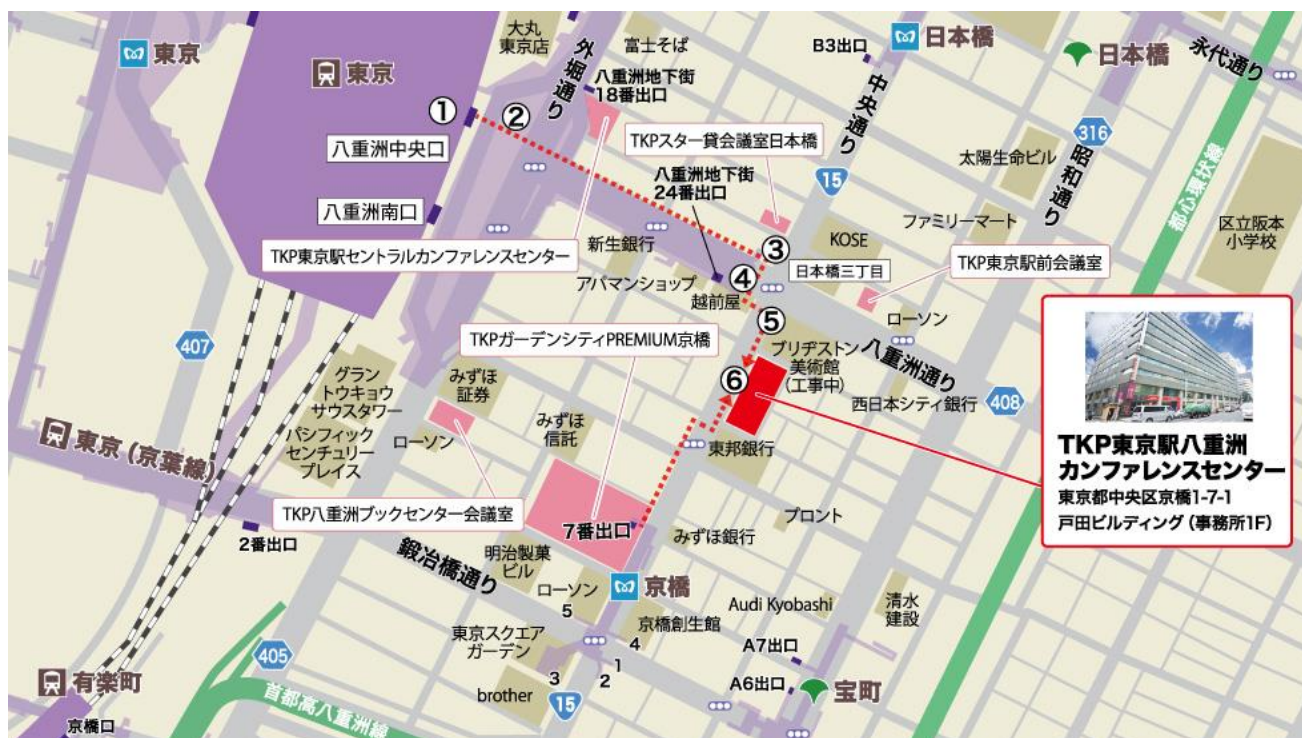 東京
東京
大丸
東京店
外堀通り
富士そば
B3出口
日本橋
日本橋
永代通り
八重洲地下街
18番出口
中央通り
①
②
八重洲中央口
八重洲南口
TKPスター貸会議室日本橋
八重洲地下街
24番出口
15
316
昭和通り
太陽生命ビル
都心環状線
区立阪本
小学校
ファミリーマート
KOSE
③
新生銀行
TKP東京駅セントラルカンファレンスセンター
日本橋三丁目
TKP東京駅前会議室
④
アパマンショップ
越前屋
⑤
ローソン
407
TKPガーデンシティPREMIUM京橋
ブリヂストン
美術館
(工事中)
八重洲通り
⑥
西日本シティ銀行
408
グラン
トウキョウ
サウスタワー
みずほ
証券
みずほ
信託
東京 (京葉線)
パシフィック
センチュリー
プレイス
ローソン
東邦銀行
TKP東京駅八重洲
カンファレンスセンター
東京都中央区京橋1-7-1
戸田ビルディング (事務所1F)
TKP八重洲ブックセンター会議室
7番出口
プロント
みずほ銀行
2番出口
鍛冶橋通り
明治製菓
ビル
ローソン
5
京橋
Audi Kyobashi
清水
建設
京橋創生館
東京スクエア
ガーデン
4
1
2
3
A7出口
A6出口
宝町
405
有楽町
首都高八重洲線
brother
15
京橋口